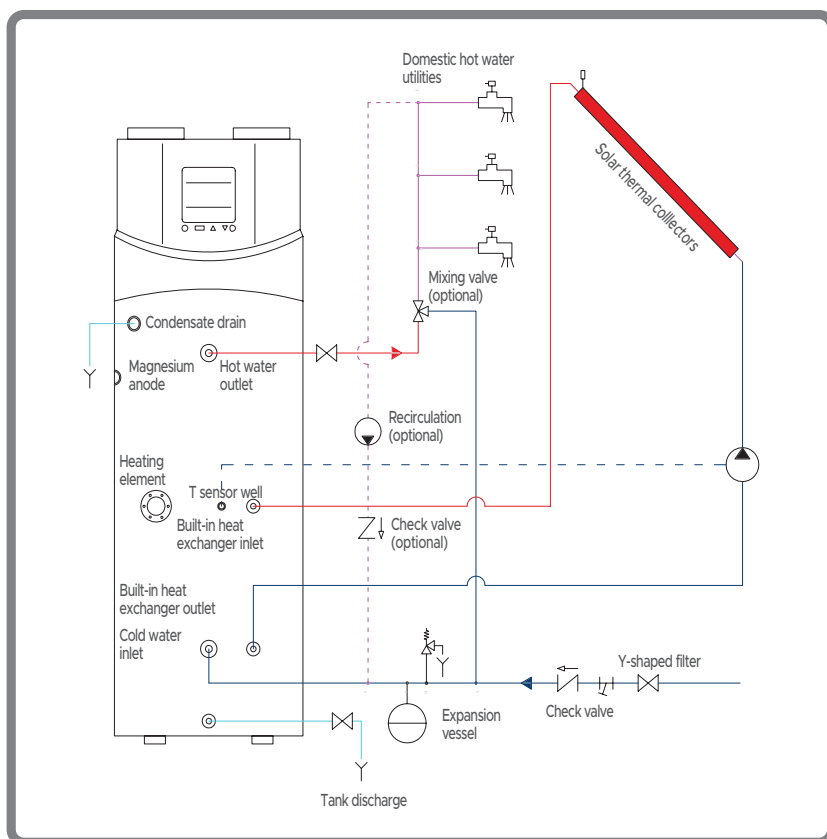 Domestic hot water
utilities
Solar thermal colllectors
Mixing valve
(optional)
Condensate drain
Magnesium
anode
Hot water
outlet
Recirculation
(optional)
Heating
element
T sensor well
Built-in heat
exchanger inlet
Check valve
(optional)
Built-in heat
exchanger outlet
Cold water
inlet
Y-shaped filter
Check valve
Expansion
vessel
Tank discharge